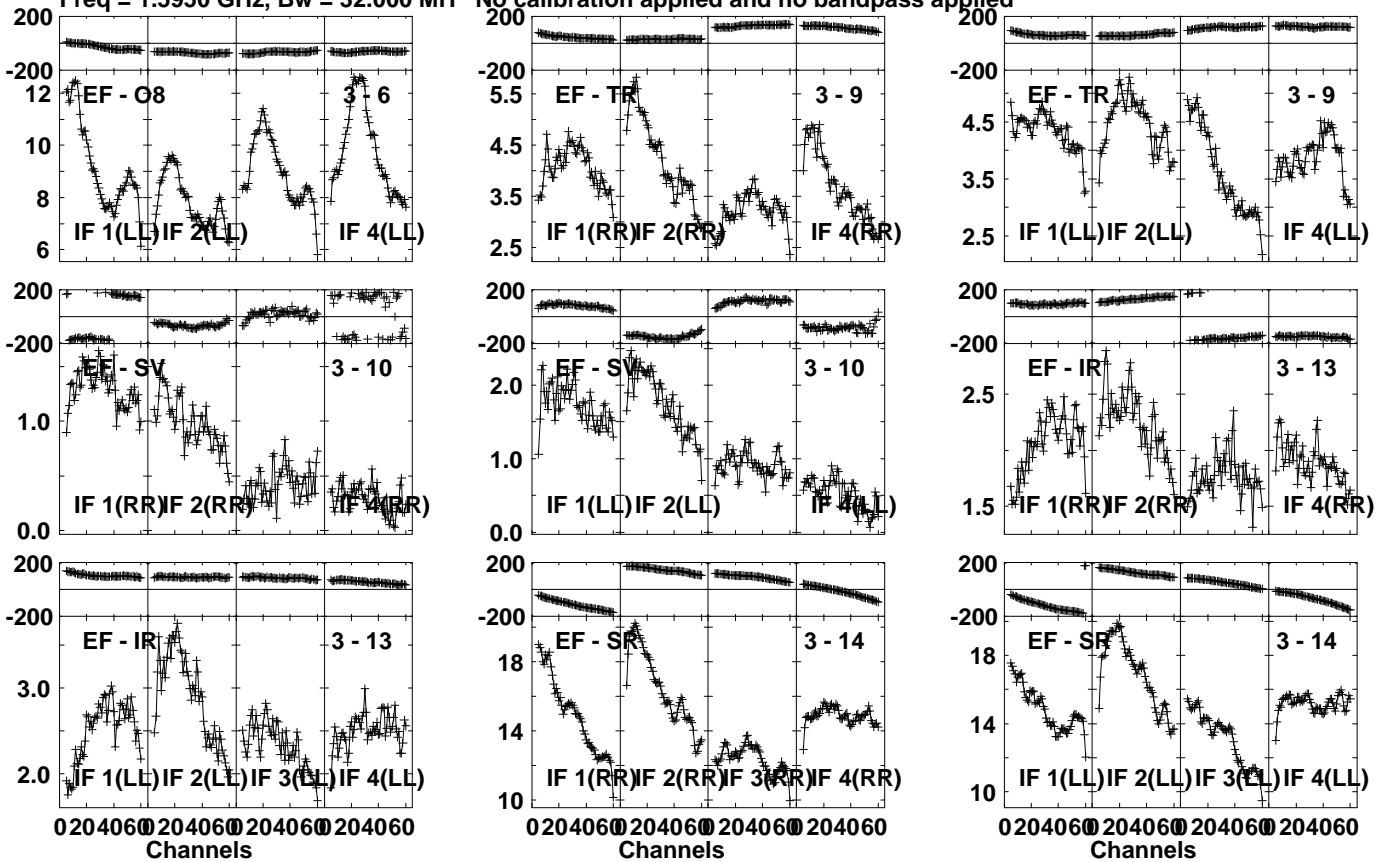 Freq = 1.5950 GHz, Bw = 32.000 MH No calibration applied and no bandpass applied
200
-200
12
10
8
6
EF - O8
3 - 6
IF 1(LL)
IF 2(LL)
IF 4(LL)
5.5
4.5
3.5
2.5
EF - TR
3 - 9
IF 1(RR)
IF 2(RR)
IF 4(RR)
4.5
3.5
2.5
EF - TR
3 - 9
IF 1(LL)
IF 2(LL)
IF 4(LL)
200
-200
1.0
0.0
EF - SV
3 - 10
IF 1(RR)
IF 2(RR)
IF 4(RR)
200
-200
2.0
1.0
0.0
EF - SV
3 - 10
IF 1(LL)
IF 2(LL)
IF 4(LL)
200
-200
2.5
1.5
EF - IR
3 - 13
IF 1(RR)
IF 2(RR)
IF 4(RR)
200
-200
3.0
2.0
EF - IR
3 - 13
IF 1(LL)
IF 2(LL)
IF 3(LL)
IF 4(LL)
200
-200
18
14
10
EF - SR
3 - 14
IF 1(RR)
IF 2(RR)
IF 3(RR)
IF 4(RR)
200
-200
18
14
10
EF - SR
3 - 14
IF 1(LL)
IF 2(LL)
IF 3(LL)
IF 4(LL)
0 20 40 60 0 20 40 60 0 20 40 60 0 20 40 60
Channels
0 20 40 60 0 20 40 60 0 20 40 60 0 20 40 60
Channels
0 20 40 60 0 20 40 60 0 20 40 60 0 20 40 60
Channels